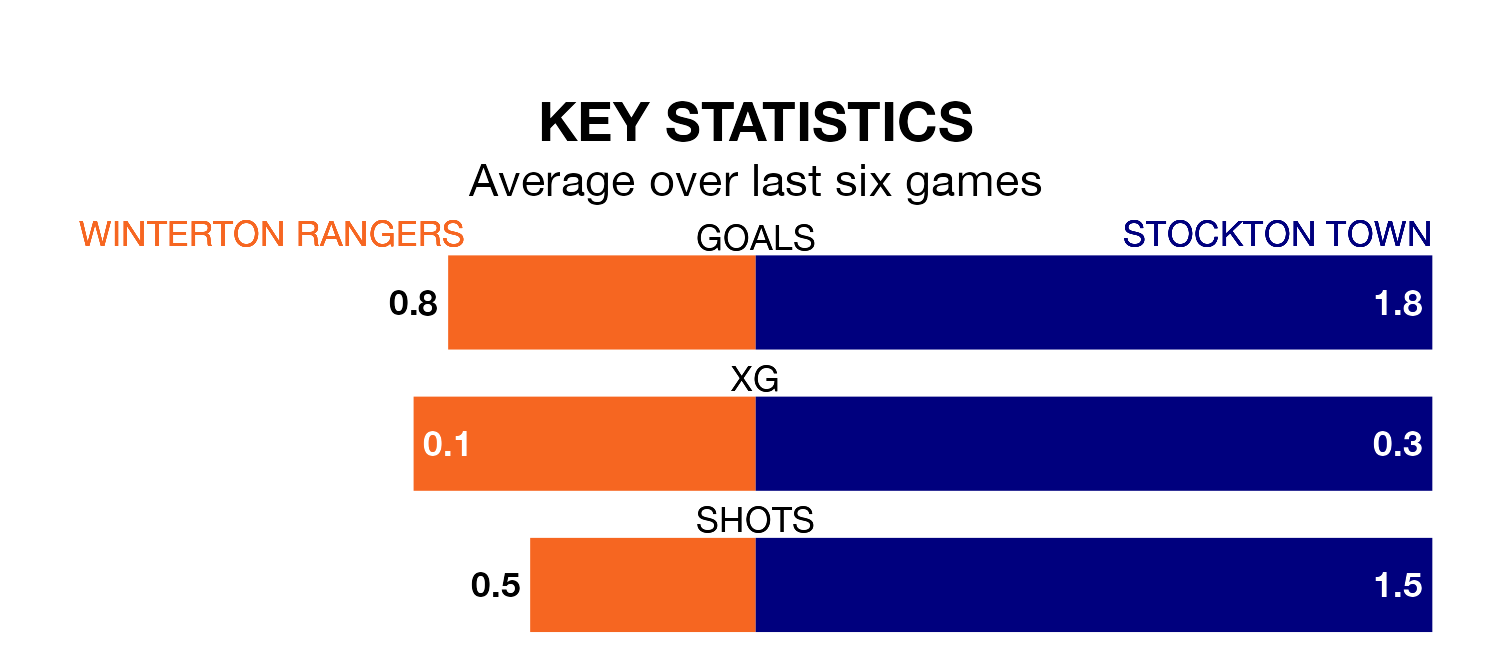 KEY STATISTICS
Average over last six games
WINTERTON RANGERS GOALS STOCKTON TOWN
0.8 1.8
XG
0.1 0.3
SHOTS
0.5 1.5